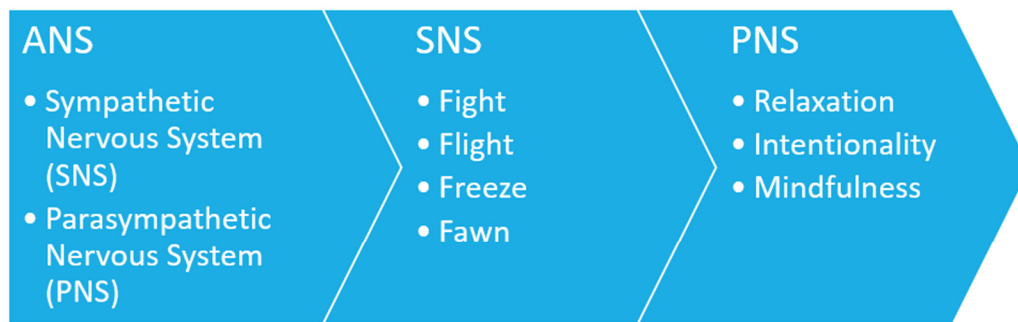 ANS
• Sympathetic
Nervous System
(SNS)
• Parasympathetic
Nervous System
(PNS)
SNS
• Fight
• Flight
• Freeze
• Fawn
PNS
• Relaxation
• Intentionality
• Mindfulness